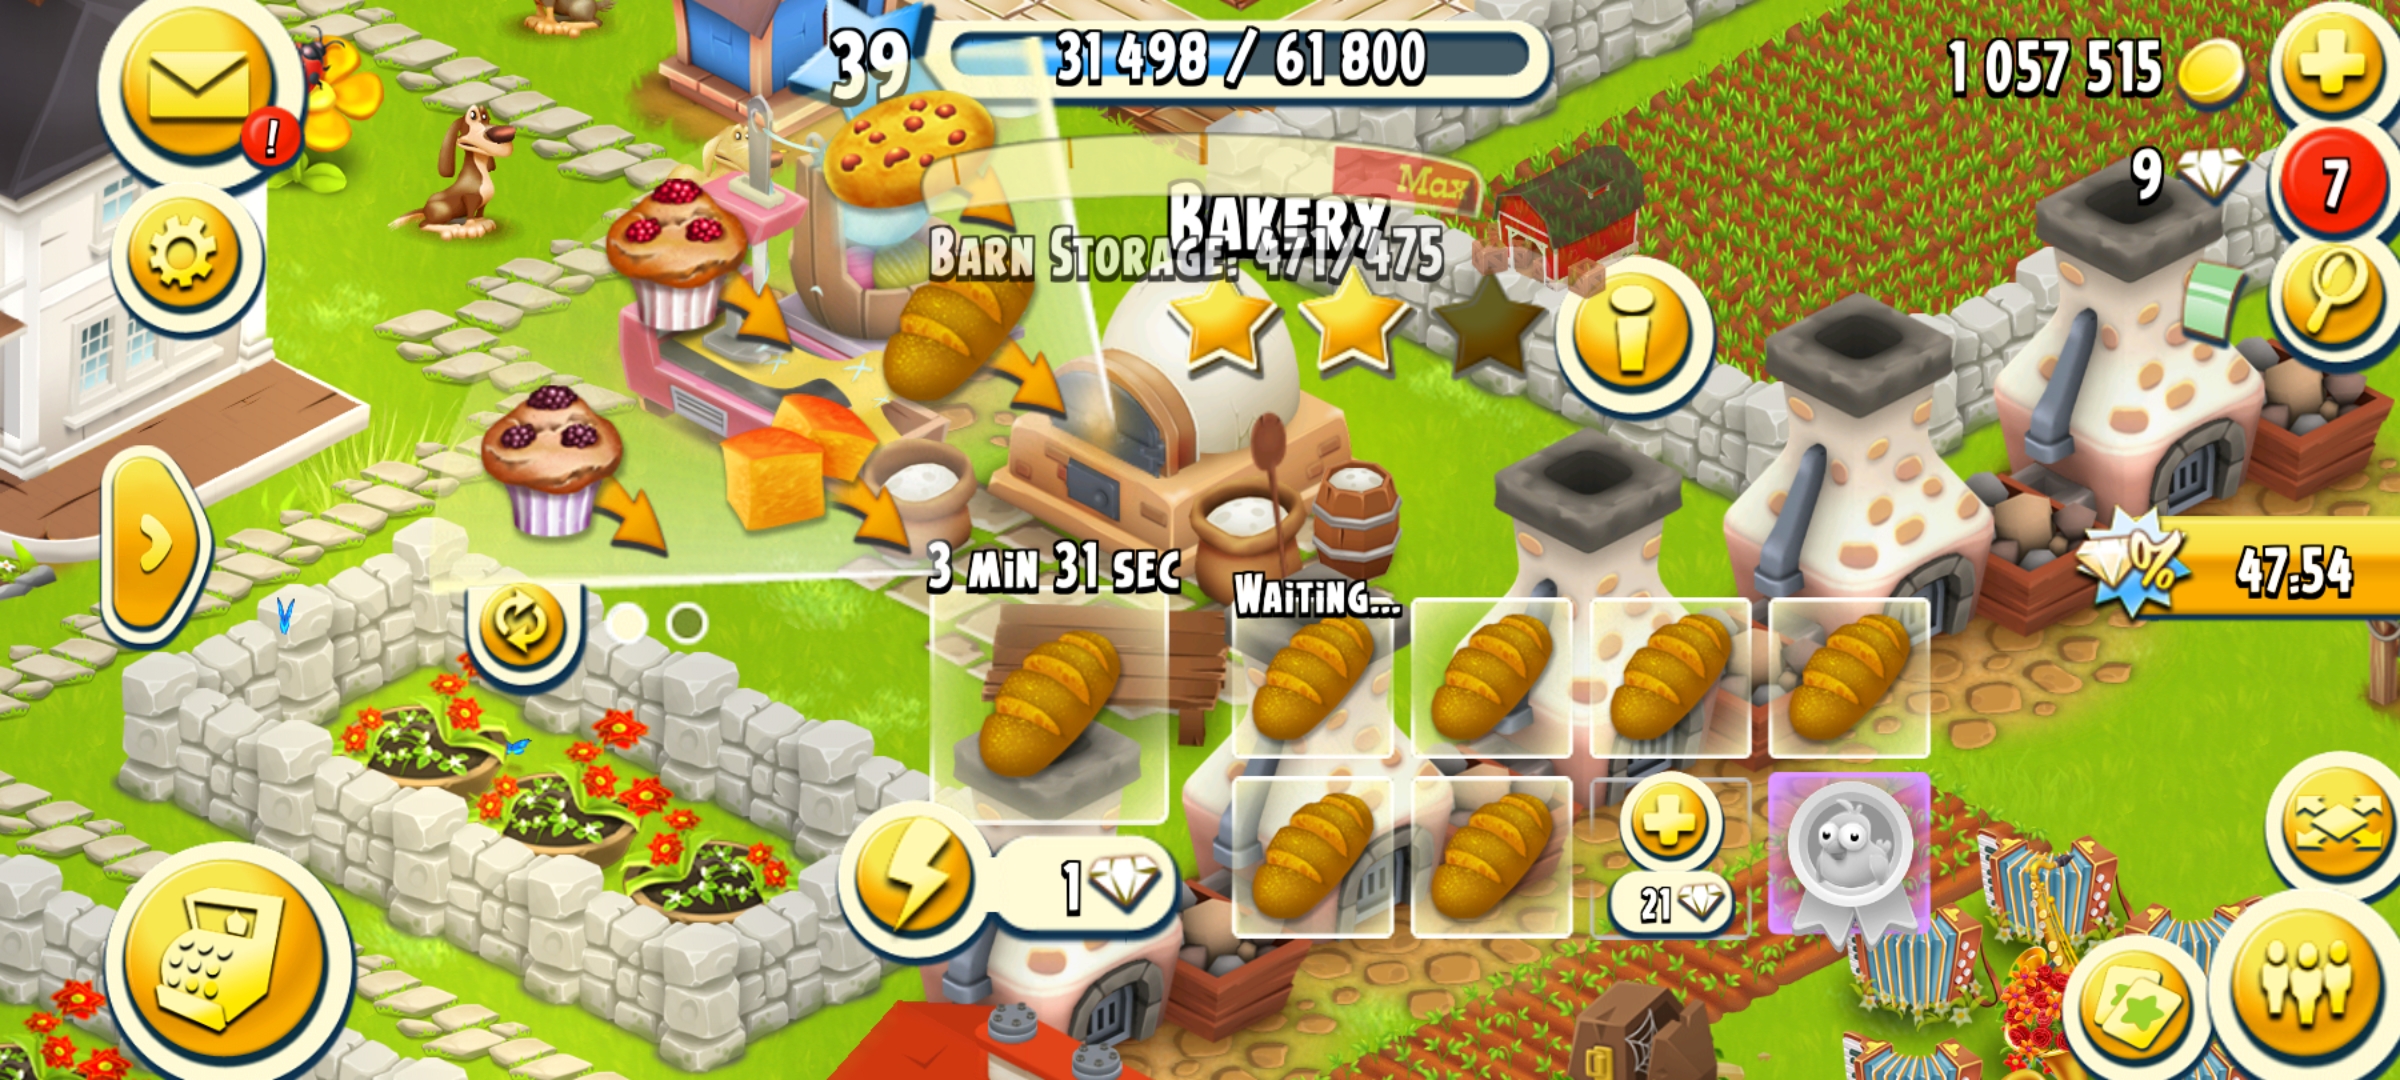 39
31 498 / 61 800
1 057 515
!
9
7
Max
BAKERY
BARN STORAGE: 471/475
47:54
3 MIN 31 SEC
WAITING...
1
21